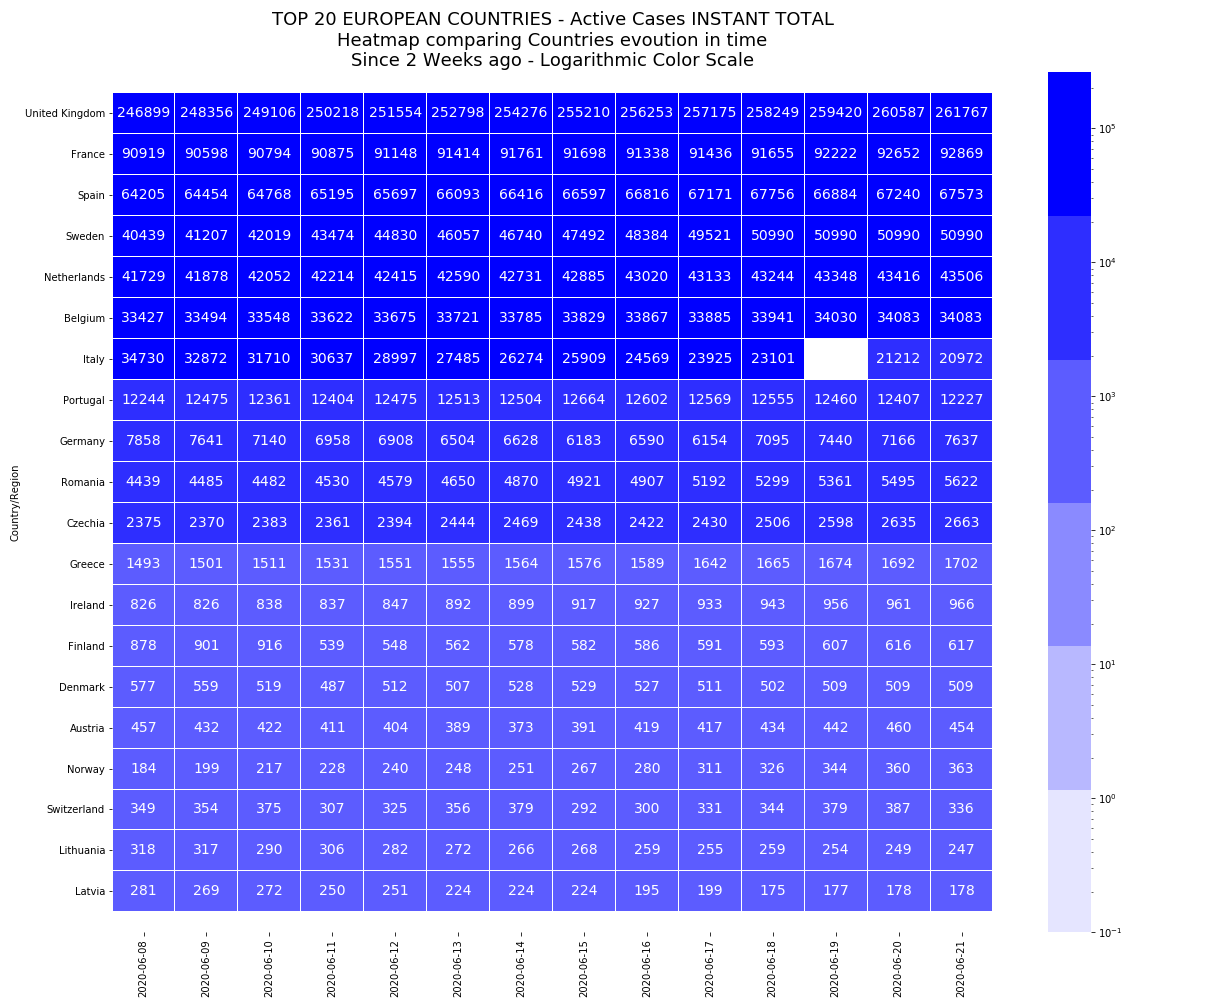 TOP 20 EUROPEAN COUNTRIES - Active Cases INSTANT TOTAL
Heatmap comparing Countries evoution in time
Since 2 Weeks ago - Logarithmic Color Scale
Country/Region
United Kingdom 246899 248356 249106 250218 251554 252798 254276 255210 256253 257175 258249 259420 260587 261767
France 90919 90598 90794 90875 91148 91414 91761 91698 91338 91436 91655 92222 92652 92869
Spain 64205 64454 64768 65195 65697 66093 66416 66597 66816 67171 67756 66884 67240 67573
Sweden 40439 41207 42019 43474 44830 46057 46740 47492 48384 49521 50990 50990 50990 50990
Netherlands 41729 41878 42052 42214 42415 42590 42731 42885 43020 43133 43244 43348 43416 43506
Belgium 33427 33494 33548 33622 33675 33721 33785 33829 33867 33885 33941 34030 34083 34083
Italy 34730 32872 31710 30637 28997 27485 26274 25909 24569 23925 23101 21212 20972
Portugal 12244 12475 12361 12404 12475 12513 12504 12664 12602 12569 12555 12460 12407 12227
Germany 7858 7641 7140 6958 6908 6504 6628 6183 6590 6154 7095 7440 7166 7637
Romania 4439 4485 4482 4530 4579 4650 4870 4921 4907 5192 5299 5361 5495 5622
Czechia 2375 2370 2383 2361 2394 2444 2469 2438 2422 2430 2506 2598 2635 2663
Greece 1493 1501 1511 1531 1551 1555 1564 1576 1589 1642 1665 1674 1692 1702
Ireland 826 826 838 837 847 892 899 917 927 933 943 956 961 966
Finland 878 901 916 539 548 562 578 582 586 591 593 607 616 617
Denmark 577 559 519 487 512 507 528 529 527 511 502 509 509 509
Austria 457 432 422 411 404 389 373 391 419 417 434 442 460 454
Norway 184 199 217 228 240 248 251 267 280 311 326 344 360 363
Switzerland 349 354 375 307 325 356 379 292 300 331 344 379 387 336
Lithuania 318 317 290 306 282 272 266 268 259 255 259 254 249 247
Latvia 281 269 272 250 251 224 224 224 195 199 175 177 178 178
2020-06-08 2020-06-09 2020-06-10 2020-06-11 2020-06-12 2020-06-13 2020-06-14 2020-06-15 2020-06-16 2020-06-17 2020-06-18 2020-06-19 2020-06-20 2020-06-21
10⁵
10⁴
10³
10²
10¹
10⁰
10⁻¹